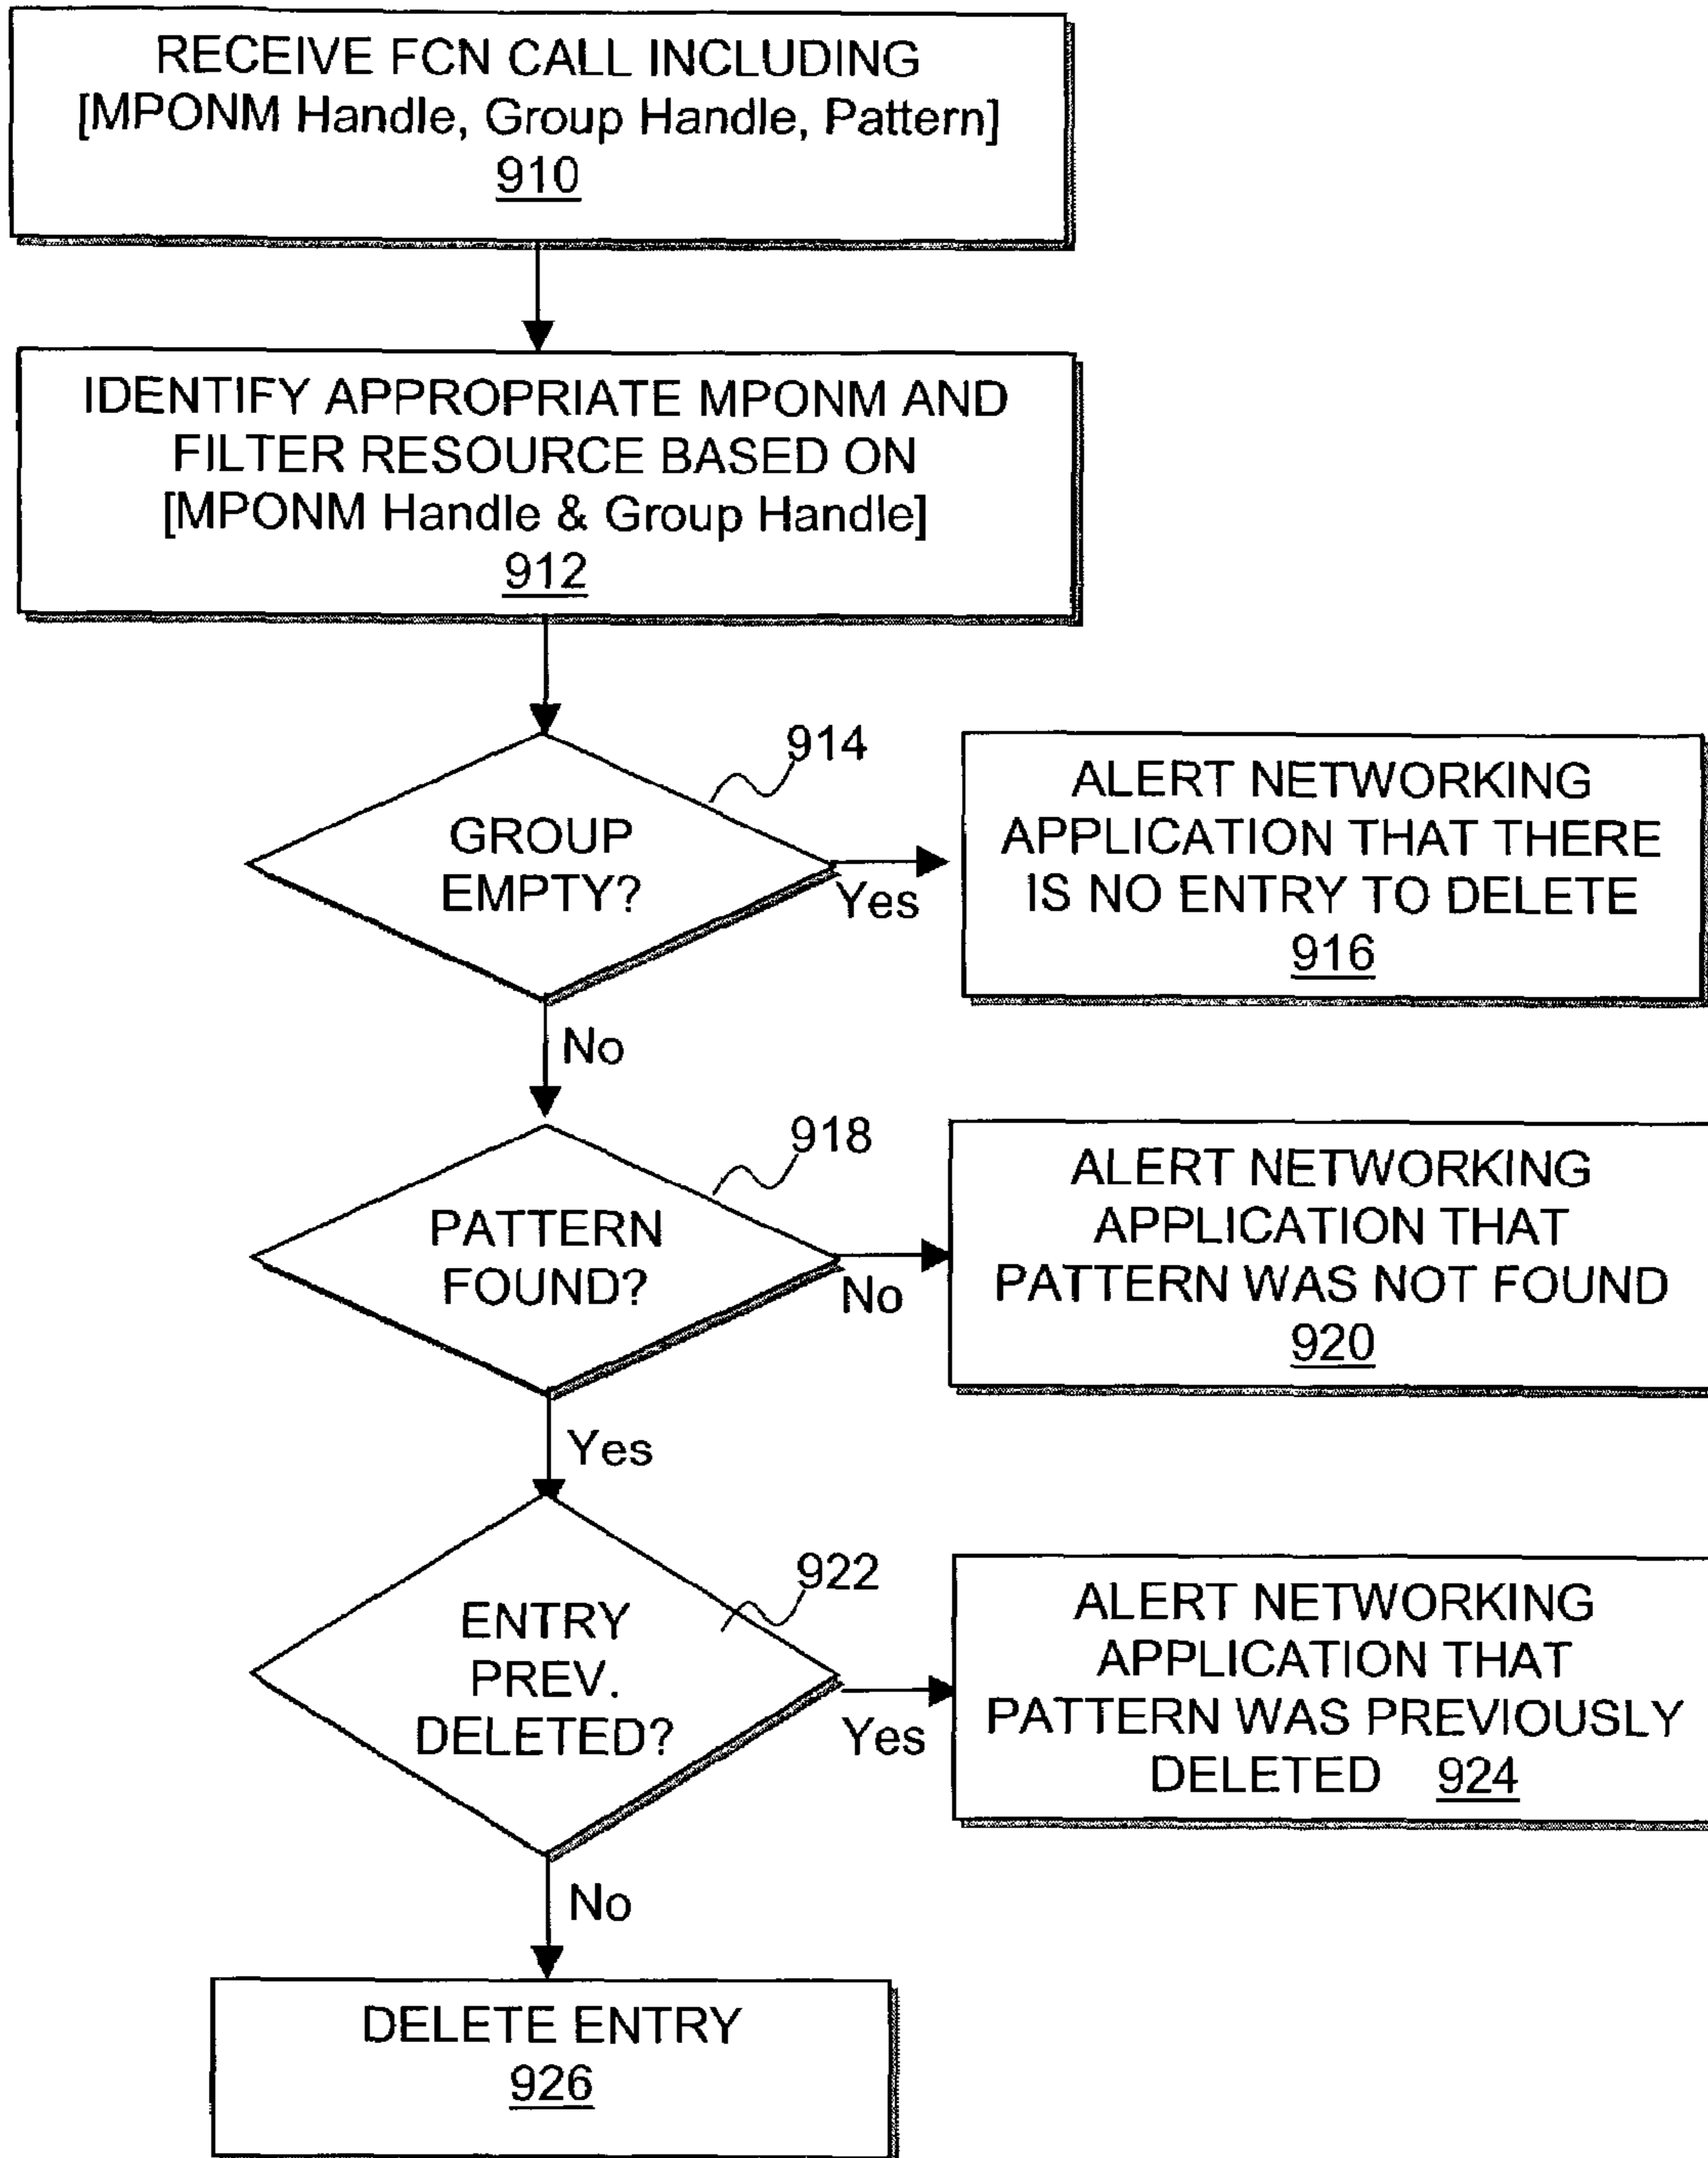 RECEIVE FCN CALL INCLUDING
[MPONM Handle, Group Handle, Pattern]
910
IDENTIFY APPROPRIATE MPONM AND
FILTER RESOURCE BASED ON
[MPONM Handle & Group Handle]
912
914
GROUP
EMPTY?
Yes
ALERT NETWORKING
APPLICATION THAT THERE
IS NO ENTRY TO DELETE
916
No
918
PATTERN
FOUND?
No
ALERT NETWORKING
APPLICATION THAT
PATTERN WAS NOT FOUND
920
Yes
922
ENTRY
PREV.
DELETED?
Yes
ALERT NETWORKING
APPLICATION THAT
PATTERN WAS PREVIOUSLY
DELETED 924
No
DELETE ENTRY
926